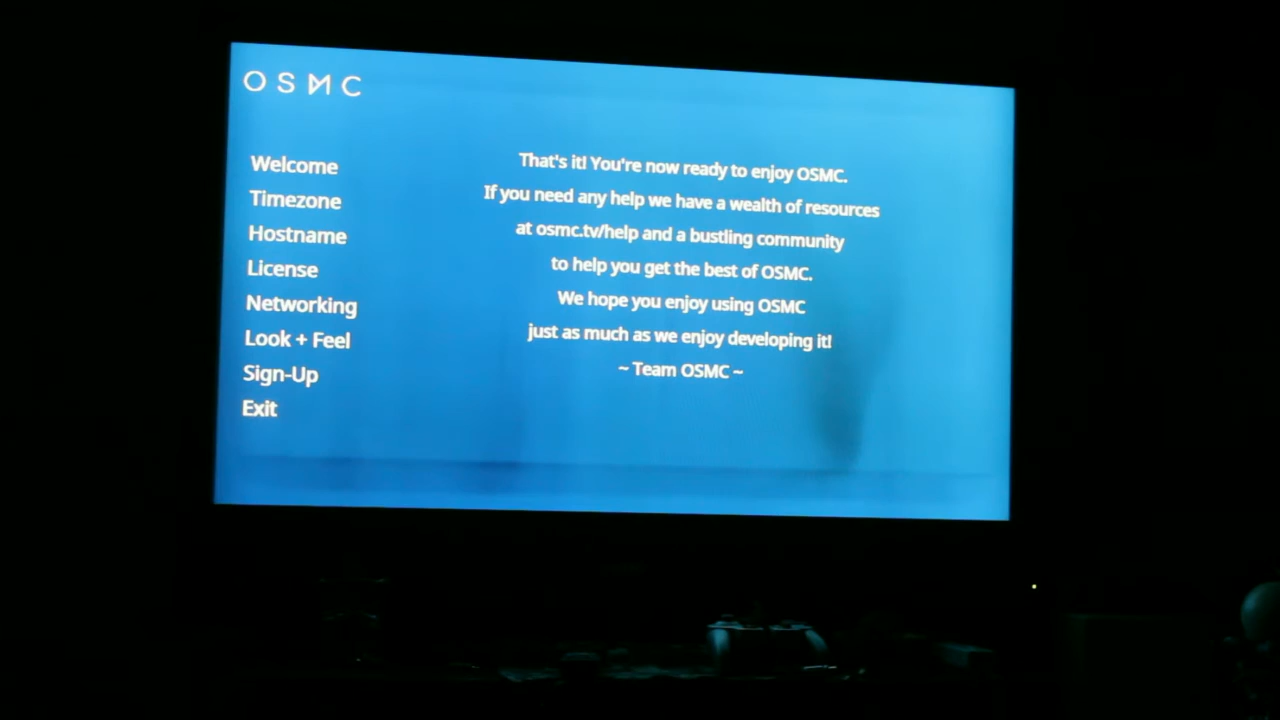 OSMC
Welcome
Timezone
Hostname
License
Networking
Look + Feel
Sign-Up
Exit
That's it! You're now ready to enjoy OSMC.
If you need any help we have a wealth of resources
at osmc.tv/help and a bustling community
to help you get the best of OSMC.
We hope you enjoy using OSMC
just as much as we enjoy developing it!
~ Team OSMC ~